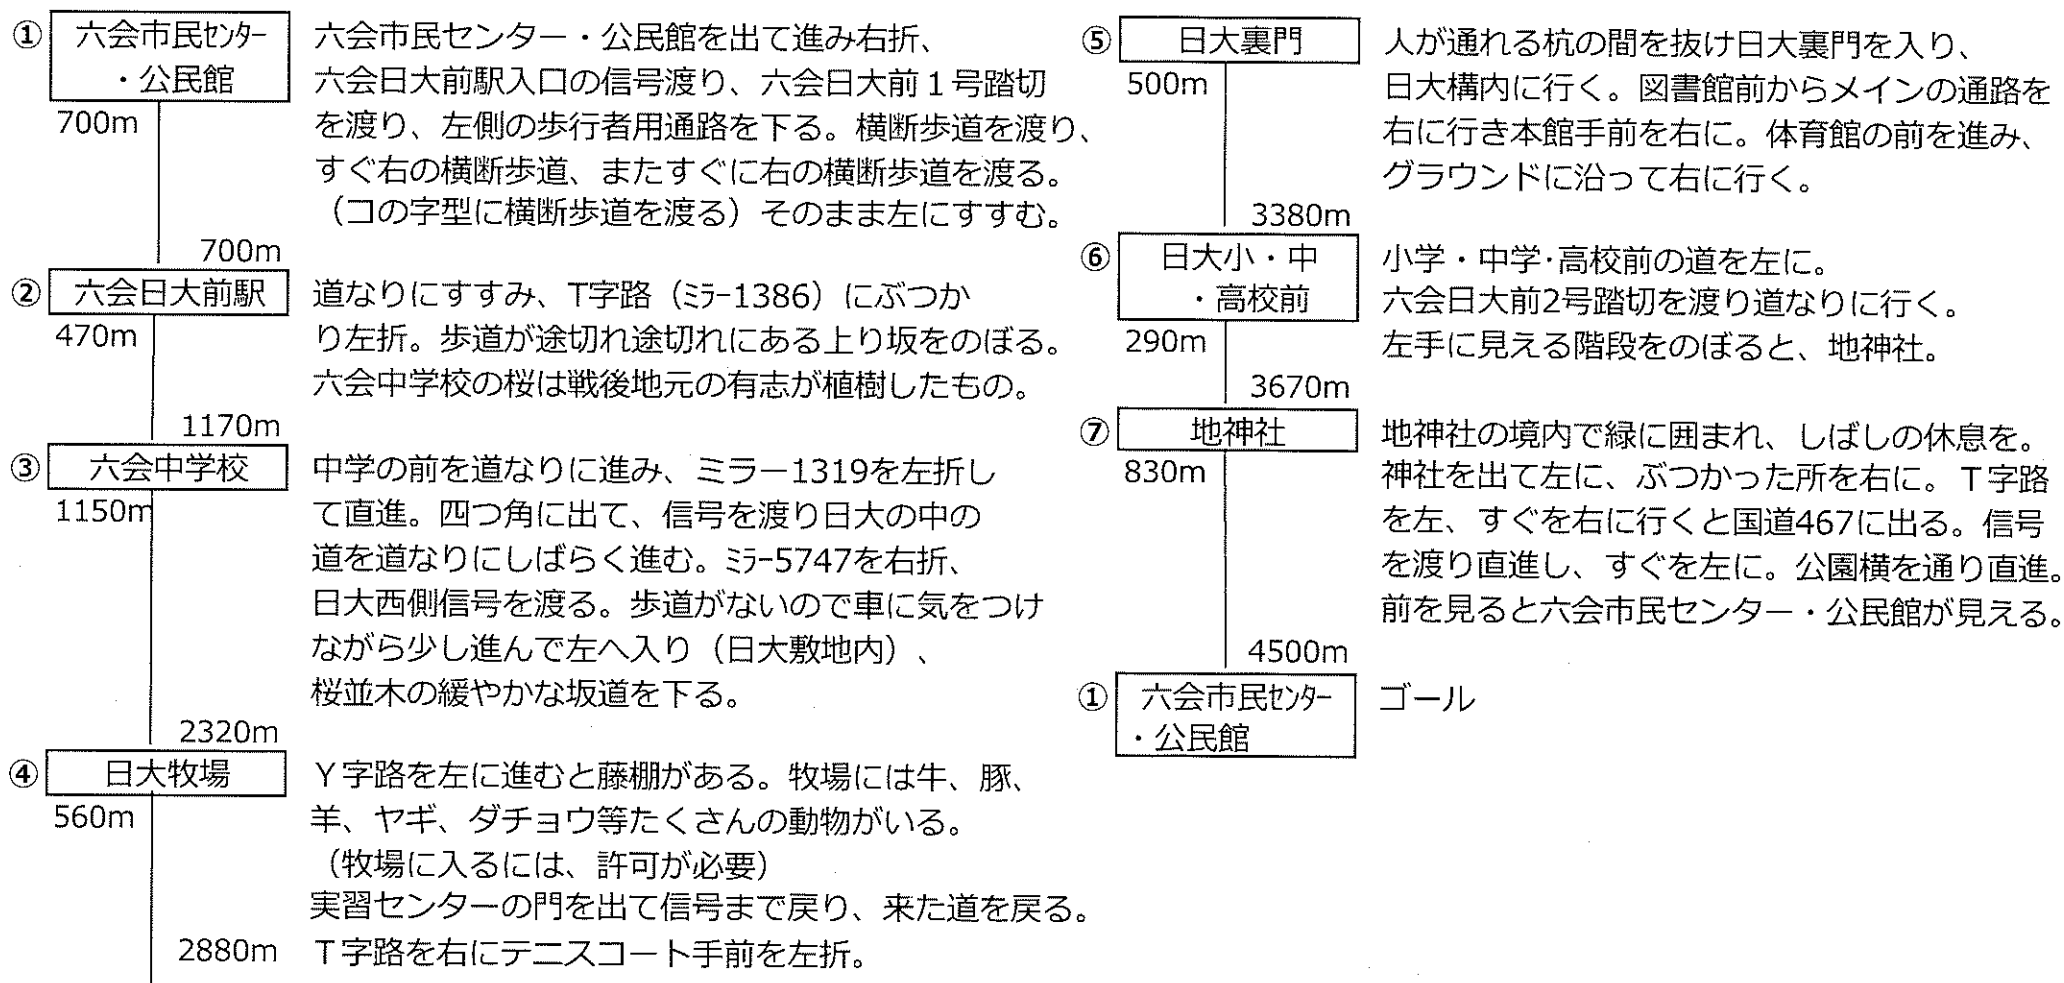 ① 六会市民ｾﾝﾀｰ
・公民館
700m
六会市民センター・公民館を出て進み右折、
六会日大前駅入口の信号渡り、六会日大前１号踏切
を渡り、左側の歩行者用通路を下る。横断歩道を渡り、
すぐ右の横断歩道、またすぐに右の横断歩道を渡る。
（コの字型に横断歩道を渡る）そのまま左にすすむ。
700m
② 六会日大前駅
470m
道なりにすすみ、T字路（ﾐﾗｰ1386）にぶつか
り左折。歩道が途切れ途切れにある上り坂をのぼる。
六会中学校の桜は戦後地元の有志が植樹したもの。
1170m
③ 六会中学校
1150m
中学の前を道なりに進み、ミラー1319を左折し
て直進。四つ角に出て、信号を渡り日大の中の
道を道なりにしばらく進む。ﾐﾗｰ5747を右折、
日大西側信号を渡る。歩道がないので車に気をつけ
ながら少し進んで左へ入り（日大敷地内）、
桜並木の緩やかな坂道を下る。
2320m
④ 日大牧場
560m
Ｙ字路を左に進むと藤棚がある。牧場には牛、豚、
羊、ヤギ、ダチョウ等たくさんの動物がいる。
（牧場に入るには、許可が必要）
実習センターの門を出て信号まで戻り、来た道を戻る。
2880m
Ｔ字路を右にテニスコート手前を左折。
⑤ 日大裏門
500m
人が通れる杭の間を抜け日大裏門を入り、
日大構内に行く。図書館前からメインの通路を
右に行き本館手前を右に。体育館の前を進み、
グラウンドに沿って右に行く。
3380m
⑥ 日大小・中
・高校前
290m
小学・中学･高校前の道を左に。
六会日大前2号踏切を渡り道なりに行く。
左手に見える階段をのぼると、地神社。
3670m
⑦ 地神社
830m
地神社の境内で緑に囲まれ、しばしの休息を。
神社を出て左に、ぶつかった所を右に。Ｔ字路
を左、すぐを右に行くと国道467に出る。信号
を渡り直進し、すぐを左に。公園横を通り直進。
前を見ると六会市民センター・公民館が見える。
4500m
① 六会市民ｾﾝﾀｰ
・公民館
ゴール